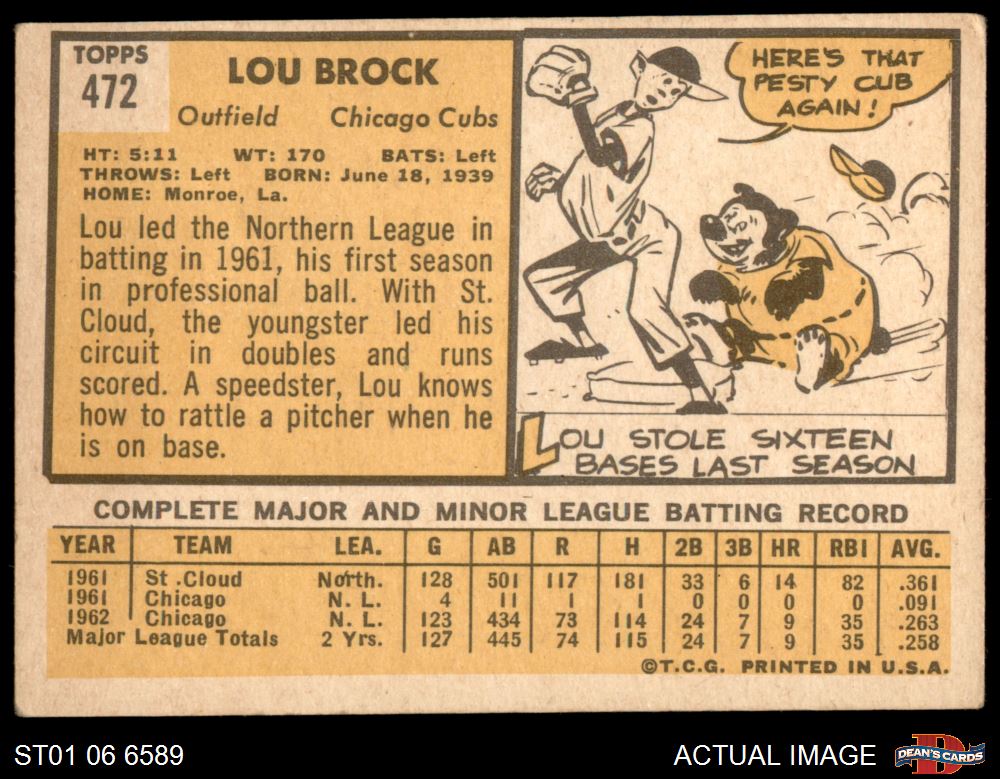 TOPPS
472
LOU BROCK
Outfield Chicago Cubs
HT: 5:11 WT: 170 BATS: Left
THROWS: Left BORN: June 18, 1939
HOME: Monroe, La.
Lou led the Northern League in
batting in 1961, his first season
in professional ball. With St.
Cloud, the youngster led his
circuit in doubles and runs
scored. A speedster, Lou knows
how to rattle a pitcher when he
is on base.
HERE'S THAT
PESTY CUB
AGAIN!
LOU STOLE SIXTEEN
BASES LAST SEASON
COMPLETE MAJOR AND MINOR LEAGUE BATTING RECORD
YEAR TEAM LEA. G AB R H 2B 3B HR RBI AVG.
1961 St .Cloud North. 128 501 117 181 33 6 14 82 .361
1961 Chicago N. L. 4 11 1 1 0 0 0 0 .091
1962 Chicago N. L. 123 434 73 114 24 7 9 35 .263
Major League Totals 2 Yrs. 127 445 74 115 24 7 9 35 .258
©T.C.G. PRINTED IN U.S.A.
ST01 06 6589
ACTUAL IMAGE
D
DEAN'S CARDS